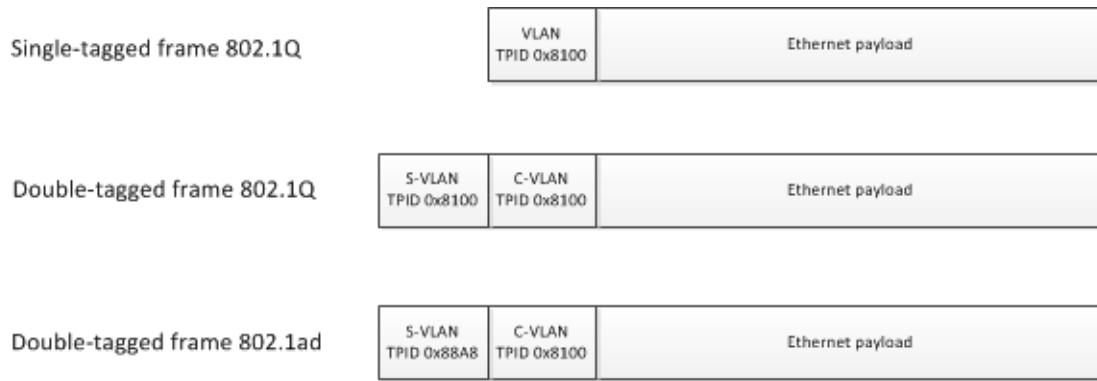 Single-tagged frame 802.1Q
VLAN
TPID 0x8100
Ethernet payload
Double-tagged frame 802.1Q
S-VLAN
TPID 0x8100
C-VLAN
TPID 0x8100
Ethernet payload
Double-tagged frame 802.1ad
S-VLAN
TPID 0x88A8
C-VLAN
TPID 0x8100
Ethernet payload